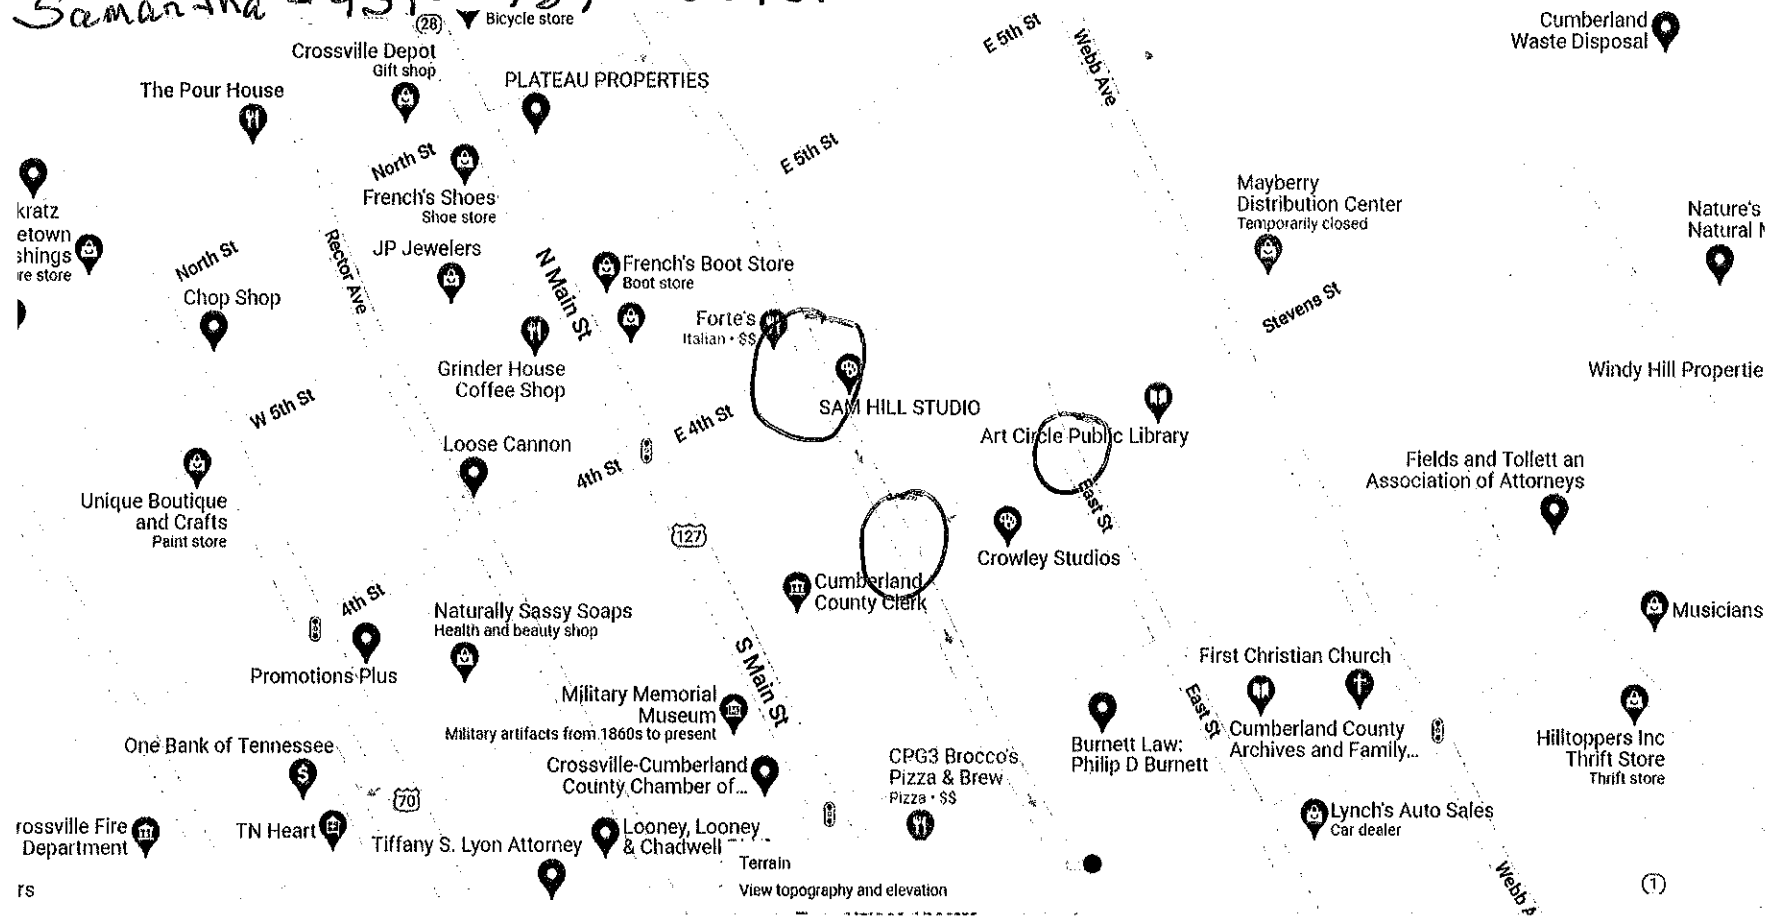 Samantha
28
Bicycle store
Crossville Depot
Gift shop
The Pour House
PLATEAU PROPERTIES
E 5th St
Webb Ave
Cumberland
Waste Disposal
North St
French's Shoes
Shoe store
E 5th St
Mayberry
Distribution Center
Temporarily closed
Nature's
Natural
kratz
etown
shings
re store
North St
Rector Ave
JP Jewelers
N Main St
French's Boot Store
Boot store
Chop Shop
Forte's
Italian • $$
Stevens St
Grinder House
Coffee Shop
Windy Hill Propertie
W 5th St
E 4th St
SAM HILL STUDIO
Art Circle Public Library
Loose Cannon
4th St
Fields and Tollett an
Association of Attorneys
Unique Boutique
and Crafts
Paint store
127
East St
Crowley Studios
Cumberland
County Clerk
4th St
Naturally Sassy Soaps
Health and beauty shop
Musicians
Promotions Plus
S Main St
First Christian Church
Military Memorial
Museum
Military artifacts from 1860s to present
East St
Cumberland County
Archives and Family...
One Bank of Tennessee
Burnett Law:
Philip D Burnett
Hilltoppers Inc
Thrift Store
Thrift store
Crossville-Cumberland
County Chamber of...
CPG3 Brocco's
Pizza & Brew
Pizza • $$
70
rossville Fire
Department
TN Heart
Tiffany S. Lyon Attorney
Looney, Looney
& Chadwell
Lynch's Auto Sales
Car dealer
Terrain
View topography and elevation
Webb A
rs
1